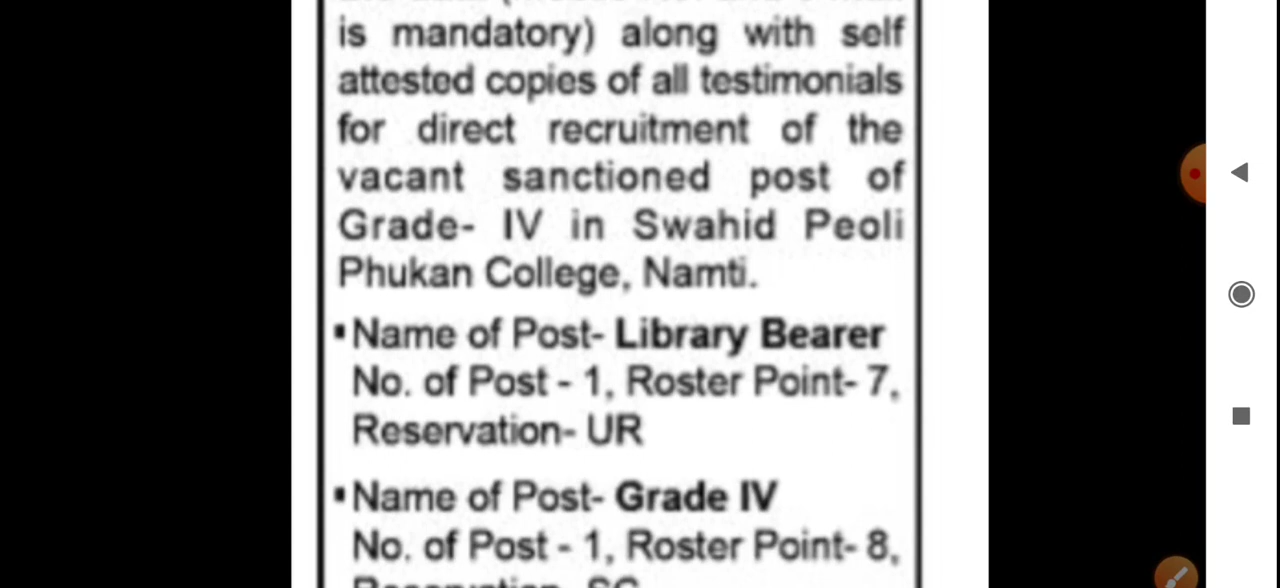 is mandatory) along with self
attested copies of all testimonials
for direct recruitment of the
vacant sanctioned post of
Grade- IV in Swahid Peoli
Phukan College, Namti.
▪Name of Post- Library Bearer
No. of Post - 1, Roster Point- 7,
Reservation- UR
▪Name of Post- Grade IV
No. of Post - 1, Roster Point- 8,